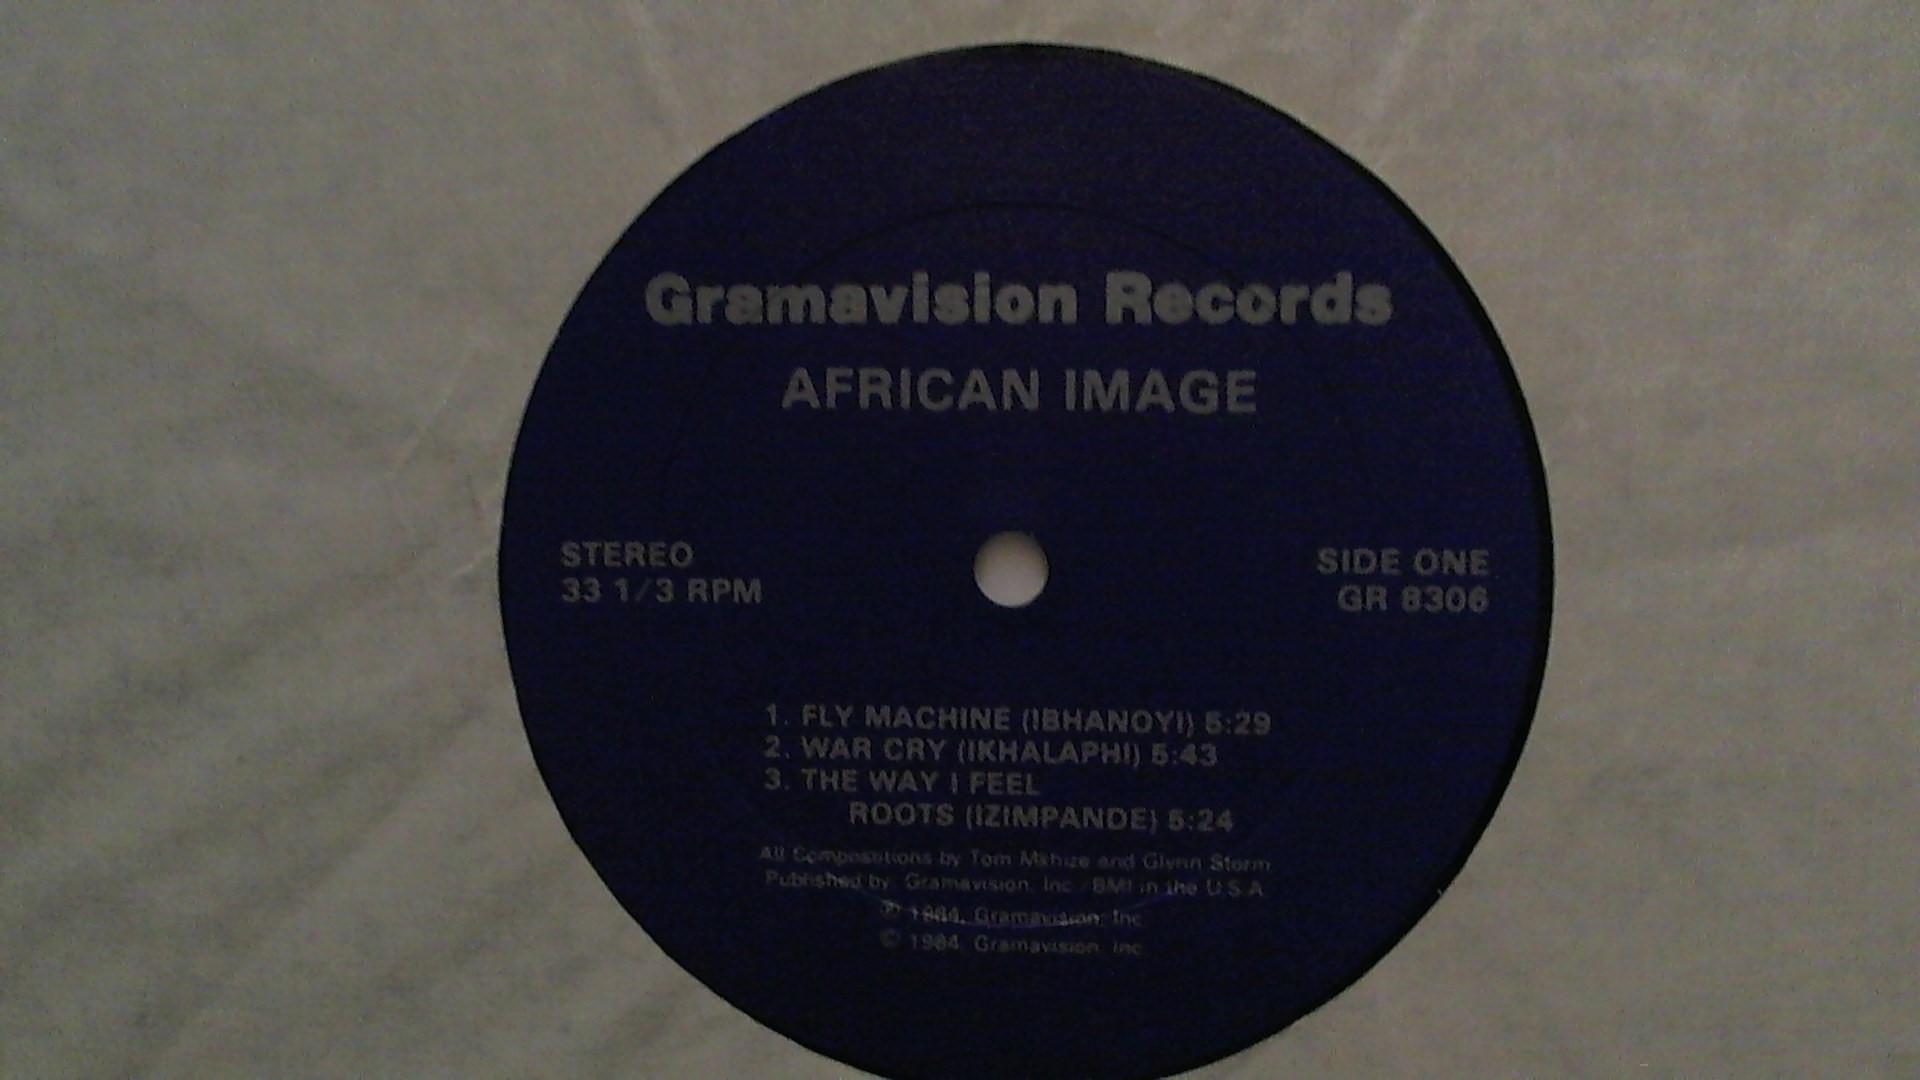 Gramavision Records
AFRICAN IMAGE
STEREO
33 1/3 RPM
SIDE ONE
GR 8306
1. FLY MACHINE (IBHANOYI) 5:29
2. WAR CRY (IKHALAPHI) 5:43
3. THE WAY I FEEL
ROOTS (IZIMPANDE) 5:24
All Compostitions by Tom Mkhize and Glynn Storm
Published by: Gramavision, Inc./BMI in the U.S.A.
℗ 1984, Gramavision, Inc.
© 1984, Gramavision, Inc.